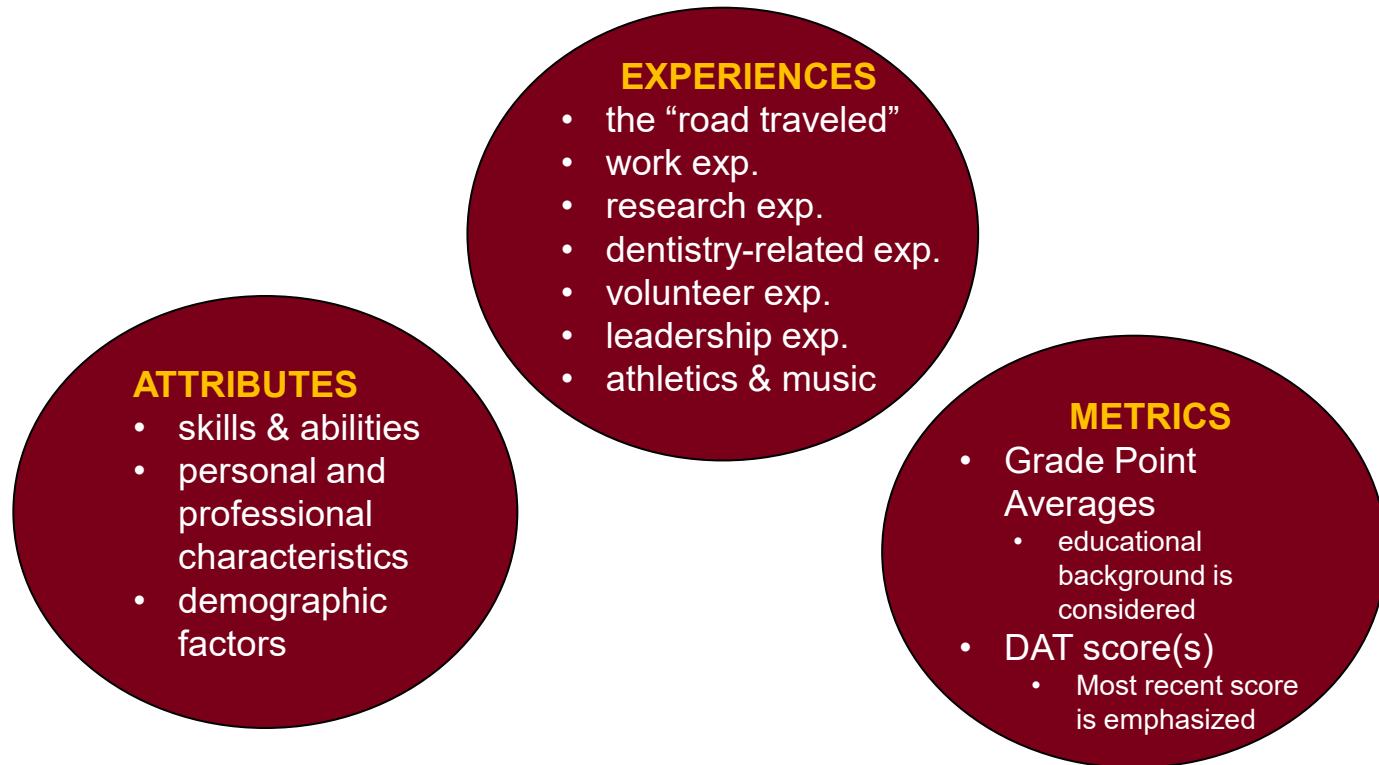 EXPERIENCES
• the “road traveled”
• work exp.
• research exp.
• dentistry-related exp.
• volunteer exp.
• leadership exp.
• athletics & music
ATTRIBUTES
• skills & abilities
• personal and
professional
characteristics
• demographic
factors
METRICS
• Grade Point
Averages
• educational
background is
considered
• DAT score(s)
• Most recent score
is emphasized